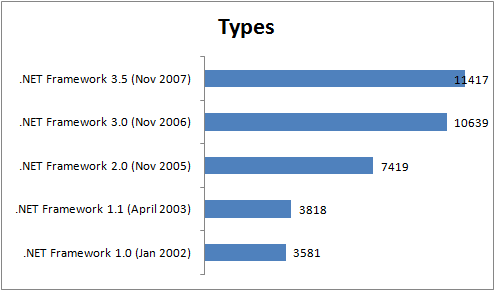 Types
.NET Framework 3.5 (Nov 2007) 11417
.NET Framework 3.0 (Nov 2006) 10639
.NET Framework 2.0 (Nov 2005) 7419
.NET Framework 1.1 (April 2003) 3818
.NET Framework 1.0 (Jan 2002) 3581